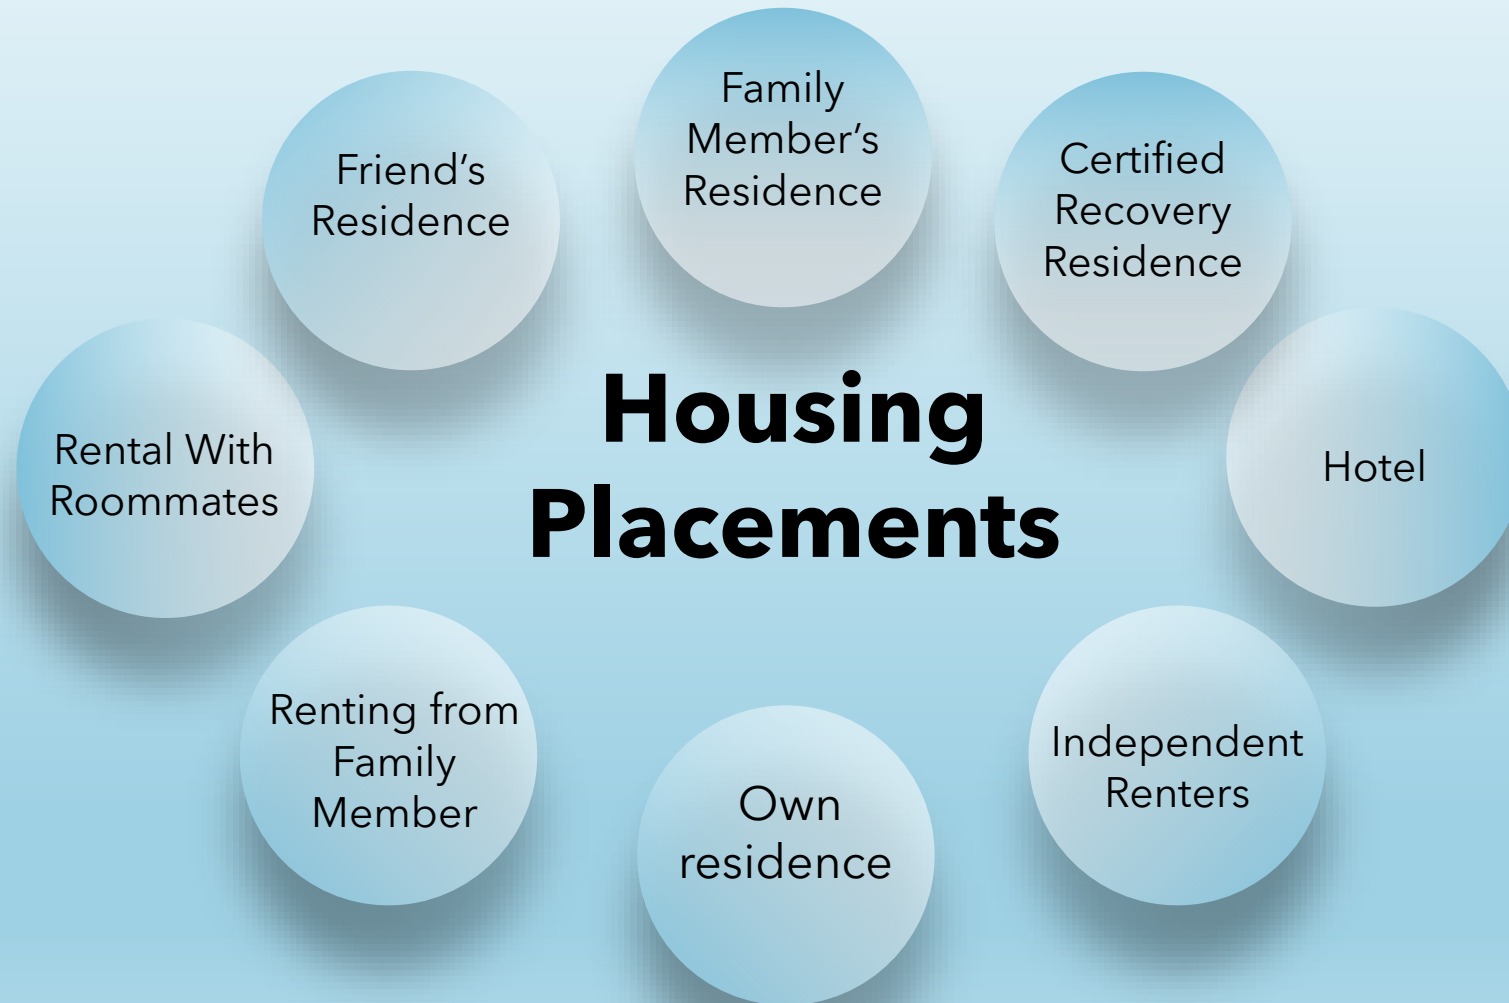 Family
Member’s
Residence
Friend’s
Residence
Certified
Recovery
Residence
Housing
Placements
Rental With
Roommates
Hotel
Renting from
Family
Member
Own
residence
Independent
Renters